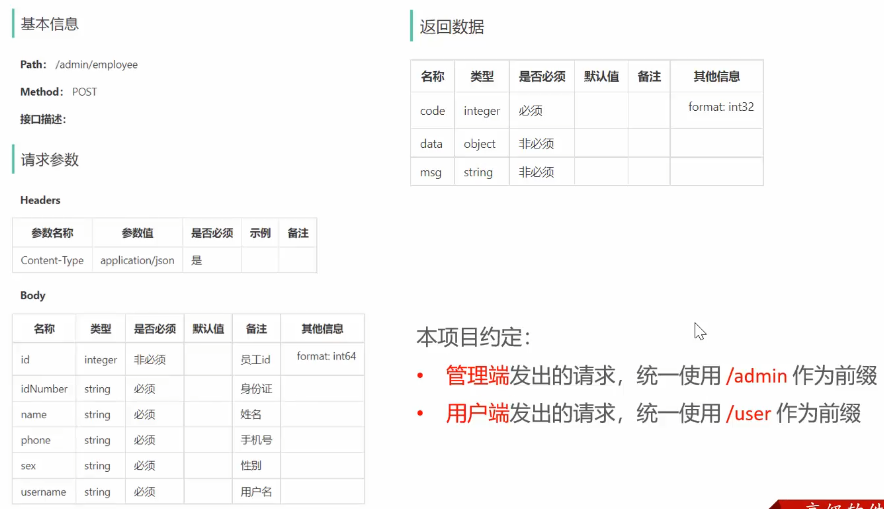 基本信息
Path： /admin/employee
Method： POST
接口描述：
请求参数
Headers
参数名称 参数值 是否必须 示例 备注
Content-Type application/json 是
Body
名称 类型 是否必须 默认值 备注 其他信息
id integer 非必须 员工id format: int64
idNumber string 必须 身份证
name string 必须 姓名
phone string 必须 手机号
sex string 必须 性别
username string 必须 用户名
返回数据
名称 类型 是否必须 默认值 备注 其他信息
code integer 必须 format: int32
data object 非必须
msg string 非必须
本项目约定：
• 管理端发出的请求，统一使用 /admin 作为前缀
• 用户端发出的请求，统一使用 /user 作为前缀